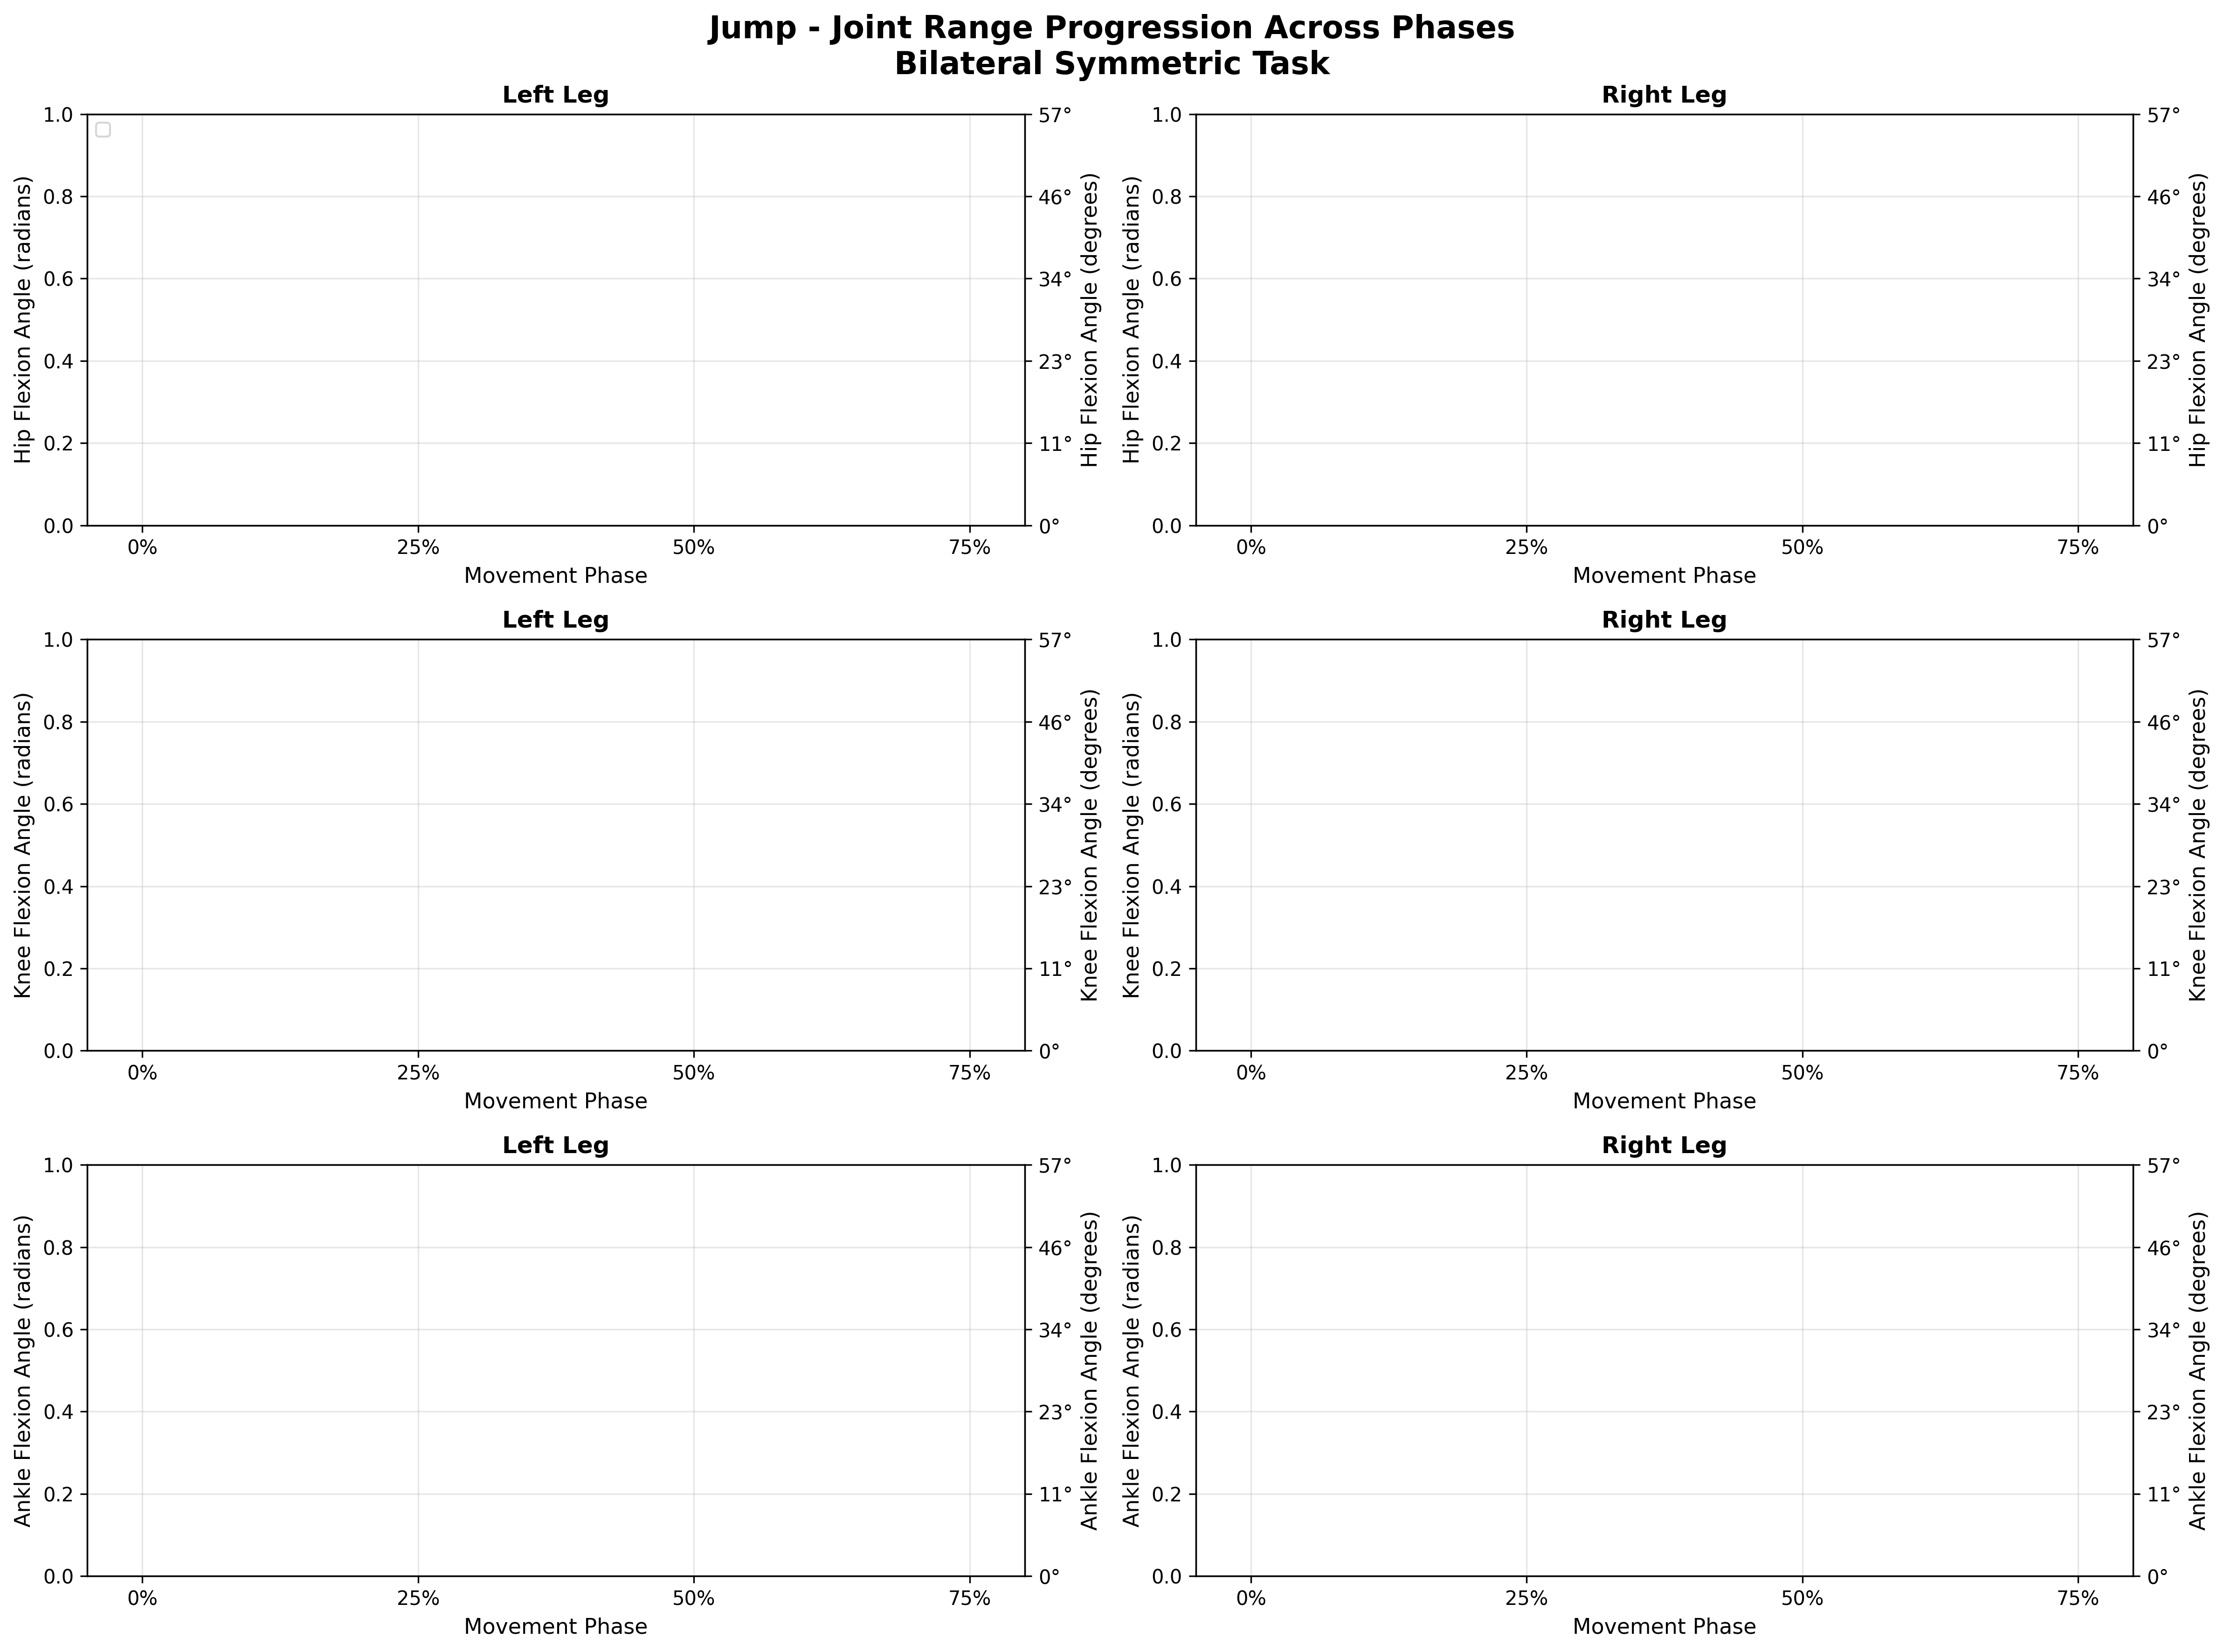 Jump - Joint Range Progression Across Phases
Bilateral Symmetric Task
Left Leg
Hip Flexion Angle (radians)
1.0
0.8
0.6
0.4
0.2
0.0
57°
46°
34°
23°
11°
0°
Hip Flexion Angle (degrees)
0% 25% 50% 75%
Movement Phase
Right Leg
Hip Flexion Angle (radians)
1.0
0.8
0.6
0.4
0.2
0.0
57°
46°
34°
23°
11°
0°
Hip Flexion Angle (degrees)
0% 25% 50% 75%
Movement Phase
Left Leg
Knee Flexion Angle (radians)
1.0
0.8
0.6
0.4
0.2
0.0
57°
46°
34°
23°
11°
0°
Knee Flexion Angle (degrees)
0% 25% 50% 75%
Movement Phase
Right Leg
Knee Flexion Angle (radians)
1.0
0.8
0.6
0.4
0.2
0.0
57°
46°
34°
23°
11°
0°
Knee Flexion Angle (degrees)
0% 25% 50% 75%
Movement Phase
Left Leg
Ankle Flexion Angle (radians)
1.0
0.8
0.6
0.4
0.2
0.0
57°
46°
34°
23°
11°
0°
Ankle Flexion Angle (degrees)
0% 25% 50% 75%
Movement Phase
Right Leg
Ankle Flexion Angle (radians)
1.0
0.8
0.6
0.4
0.2
0.0
57°
46°
34°
23°
11°
0°
Ankle Flexion Angle (degrees)
0% 25% 50% 75%
Movement Phase